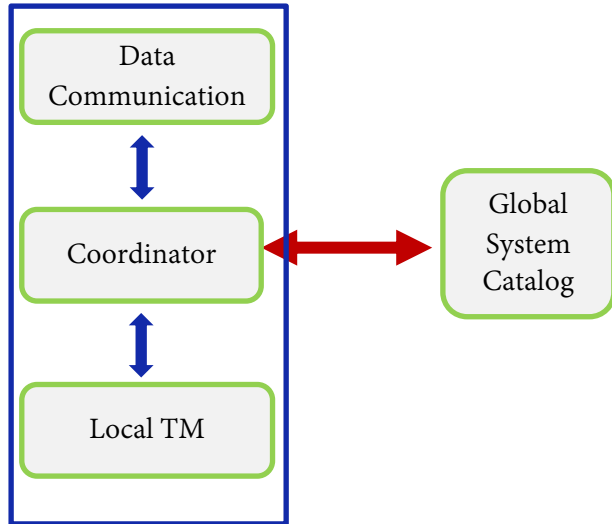 Data
Communication
Coordinator
Local TM
Global
System
Catalog